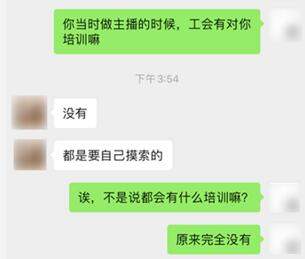 你当时做主播的时候，工会有对你
培训嘛
下午3:54
没有
都是要自己摸索的
诶，不是说都会有什么培训嘛？
原来完全没有